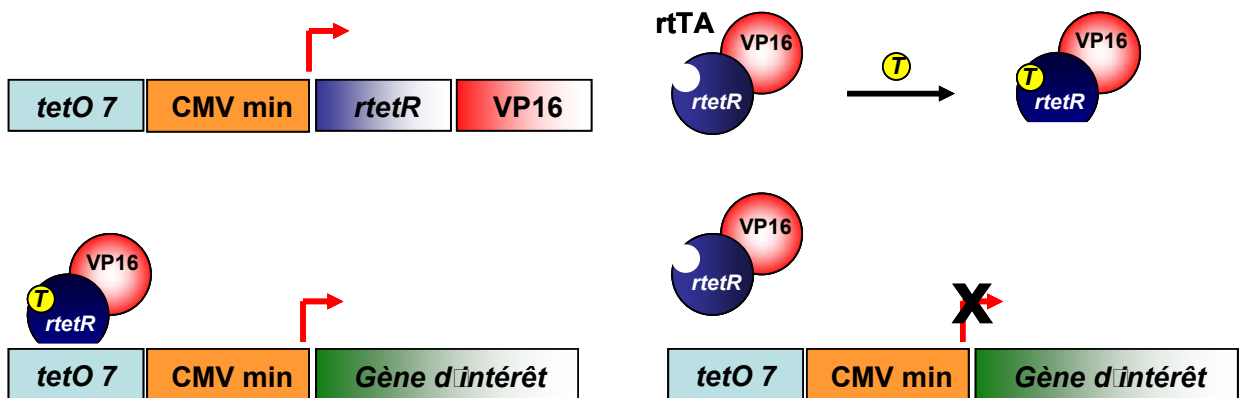 tetO 7 CMV min rtetR VP16
rtTA
VP16
rtetR
T
VP16
T
rtetR
VP16
T
rtetR
tetO 7 CMV min Gène d▯intérêt
VP16
rtetR
X
tetO 7 CMV min Gène d▯intérêt